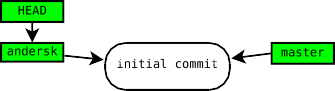 HEAD
andersk
initial commit
master